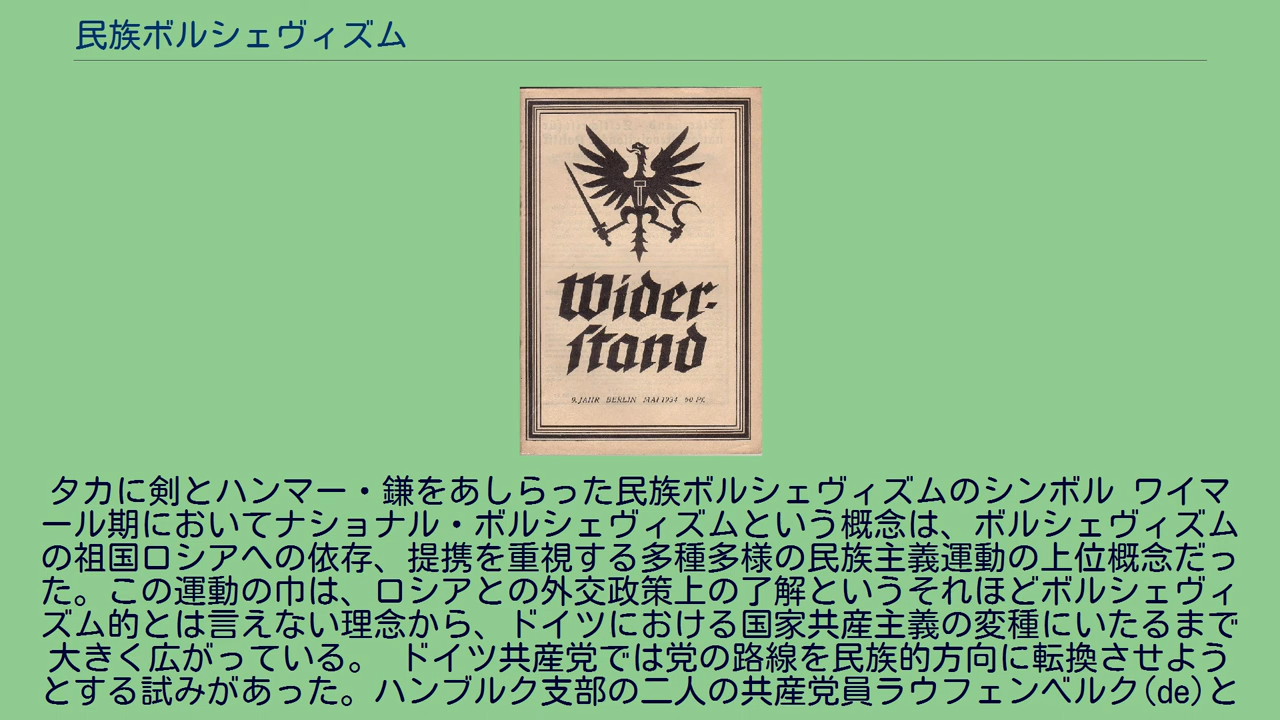 民族ボルシェヴィズム
Wider-
stand
9. JAHR BERLIN MAI 1934 90 Pf.
タカに剣とハンマー・鎌をあしらった民族ボルシェヴィズムのシンボル ワイマ
ール期においてナショナル・ボルシェヴィズムという概念は、ボルシェヴィズム
の祖国ロシアへの依存、提携を重視する多種多様の民族主義運動の上位概念だっ
た。この運動の巾は、ロシアとの外交政策上の了解というそれほどボルシェヴィ
ズム的とは言えない理念から、ドイツにおける国家共産主義の変種にいたるまで
大きく広がっている。 ドイツ共産党では党の路線を民族的方向に転換させよう
とする試みがあった。ハンブルク支部の二人の共産党員ラウフェンベルク(de)と